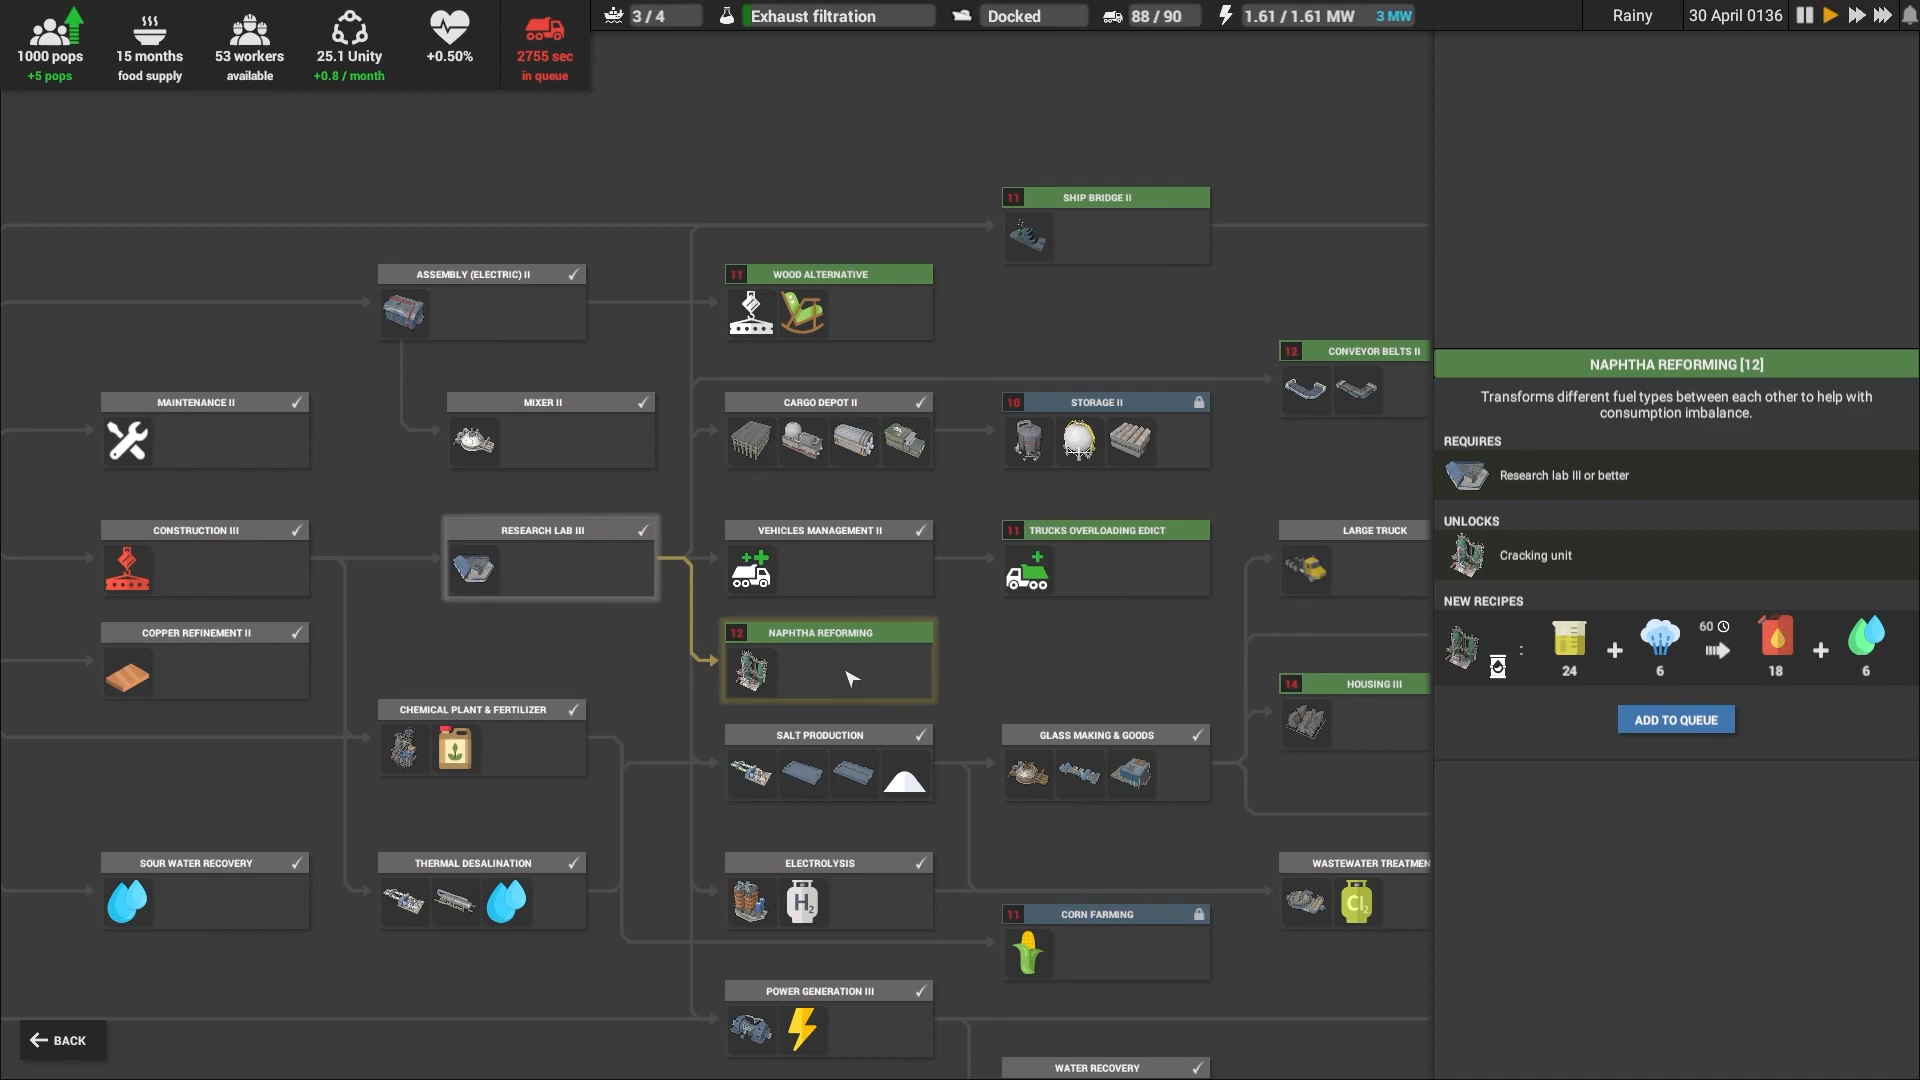 1000 pops
+5 pops
15 months
food supply
53 workers
available
25.1 Unity
+0.8 / month
+0.50%
2755 sec
in queue
3 / 4
Exhaust filtration
Docked
88 / 90
1.61 / 1.61 MW
3 MW
Rainy
30 April 0136
11 SHIP BRIDGE II
ASSEMBLY (ELECTRIC) II
11 WOOD ALTERNATIVE
12 CONVEYOR BELTS II
MAINTENANCE II
MIXER II
CARGO DEPOT II
10 STORAGE II
CONSTRUCTION III
RESEARCH LAB III
VEHICLES MANAGEMENT II
11 TRUCKS OVERLOADING EDICT
LARGE TRUCK
COPPER REFINEMENT II
12 NAPHTHA REFORMING
14 HOUSING III
CHEMICAL PLANT & FERTILIZER
SALT PRODUCTION
GLASS MAKING & GOODS
SOUR WATER RECOVERY
THERMAL DESALINATION
ELECTROLYSIS
H2
WASTEWATER TREATMEN
Cl2
11 CORN FARMING
POWER GENERATION III
WATER RECOVERY
BACK
NAPHTHA REFORMING [12]
Transforms different fuel types between each other to help with
consumption imbalance.
REQUIRES
Research lab III or better
UNLOCKS
Cracking unit
NEW RECIPES
: 24 + 6 60 18 + 6
ADD TO QUEUE